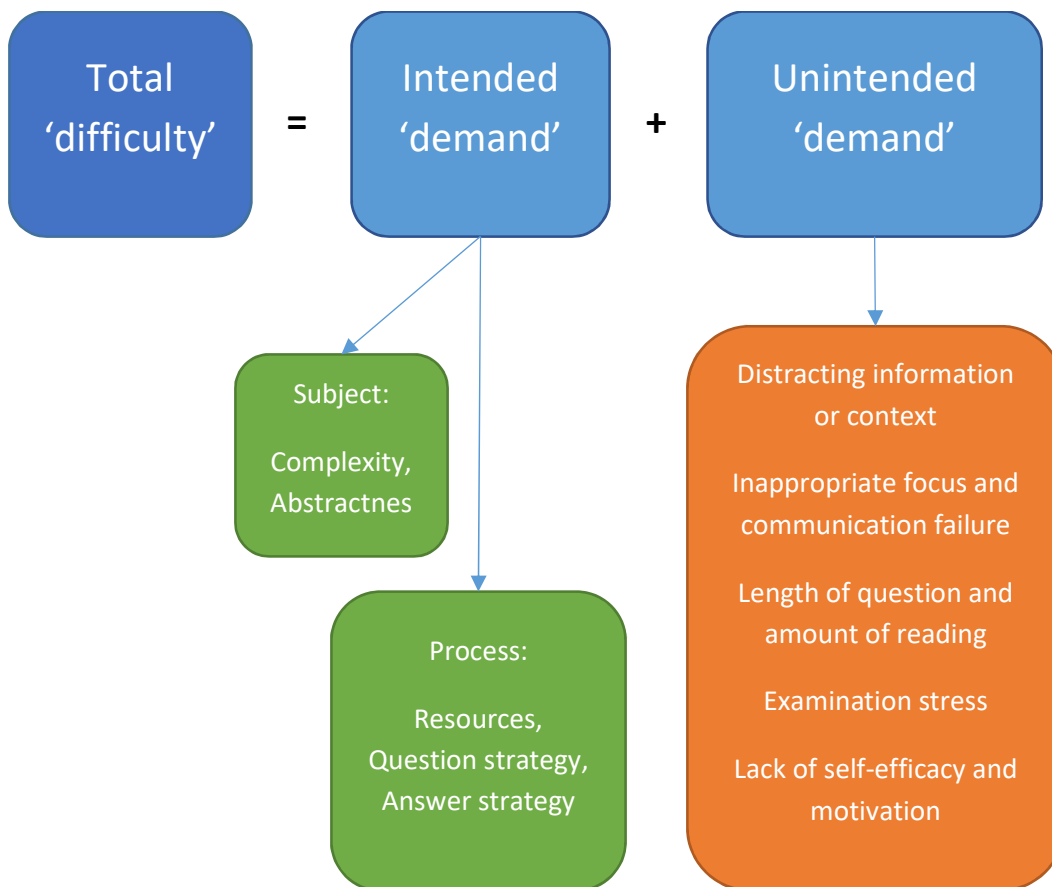 Total
‘difficulty’
=
Intended
‘demand’
+
Unintended
‘demand’
Subject:
Complexity,
Abstractnes
Process:
Resources,
Question strategy,
Answer strategy
Distracting information
or context
Inappropriate focus and
communication failure
Length of question and
amount of reading
Examination stress
Lack of self-efficacy and
motivation